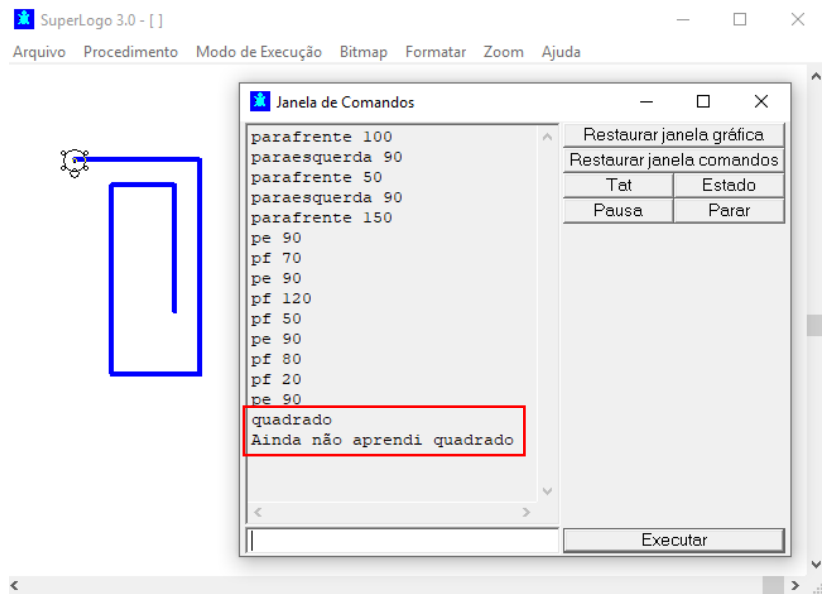 SuperLogo 3.0 - [ ]
Arquivo Procedimento Modo de Execução Bitmap Formatar Zoom Ajuda
Janela de Comandos
parafrente 100
paraesquerda 90
parafrente 50
paraesquerda 90
parafrente 150
pe 90
pf 70
pe 90
pf 120
pf 50
pe 90
pf 80
pf 20
pe 90
quadrado
Ainda não aprendi quadrado
Restaurar janela gráfica
Restaurar janela comandos
Tat Estado
Pausa Parar
Executar